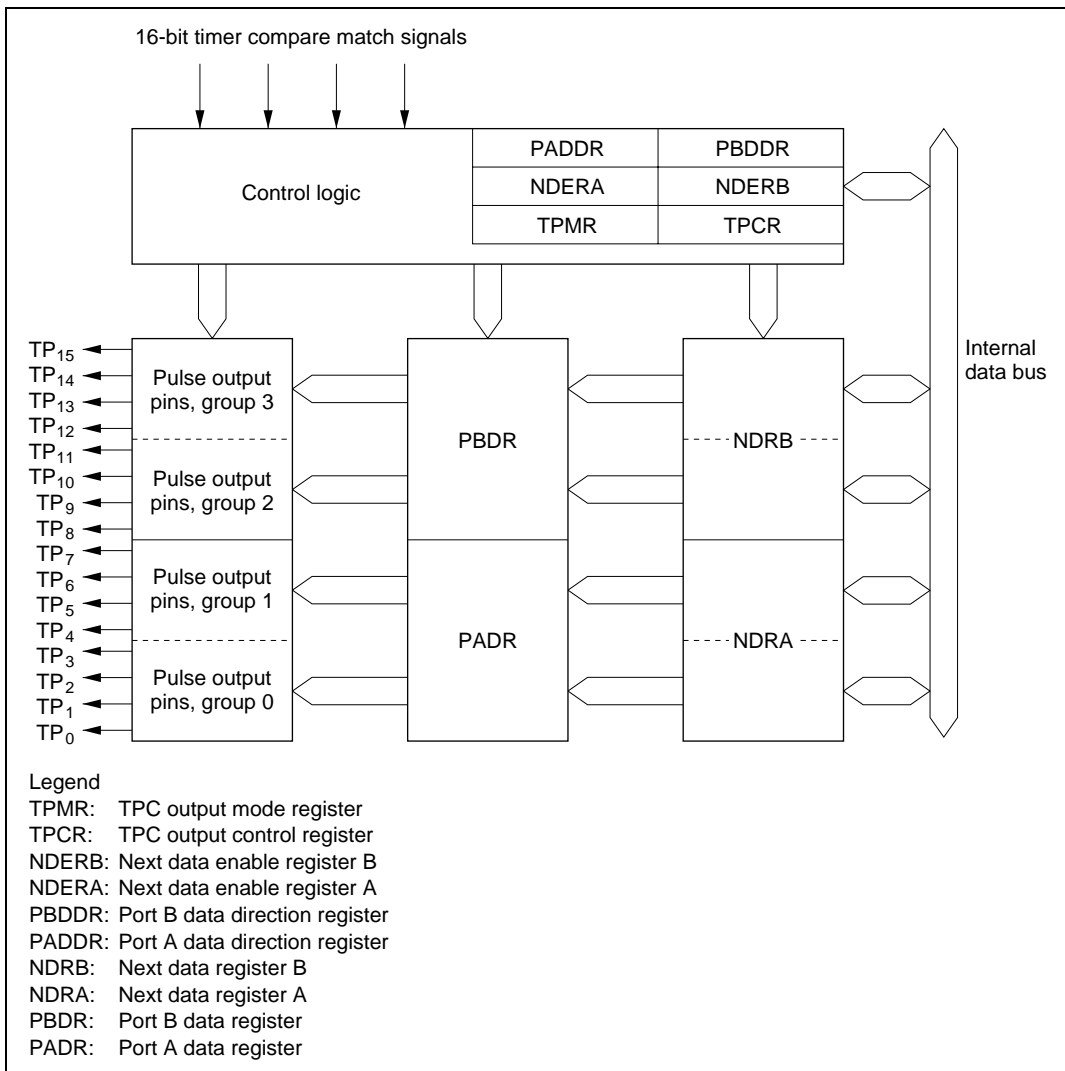 16-bit timer compare match signals
Control logic
PADDR PBDDR
NDERA NDERB
TPMR TPCR
Internal
data bus
TP15
TP14
TP13
TP12
TP11
TP10
TP9
TP8
TP7
TP6
TP5
TP4
TP3
TP2
TP1
TP0
Pulse output
pins, group 3
Pulse output
pins, group 2
Pulse output
pins, group 1
Pulse output
pins, group 0
PBDR
PADR
NDRB
NDRA
Legend
TPMR: TPC output mode register
TPCR: TPC output control register
NDERB: Next data enable register B
NDERA: Next data enable register A
PBDDR: Port B data direction register
PADDR: Port A data direction register
NDRB: Next data register B
NDRA: Next data register A
PBDR: Port B data register
PADR: Port A data register